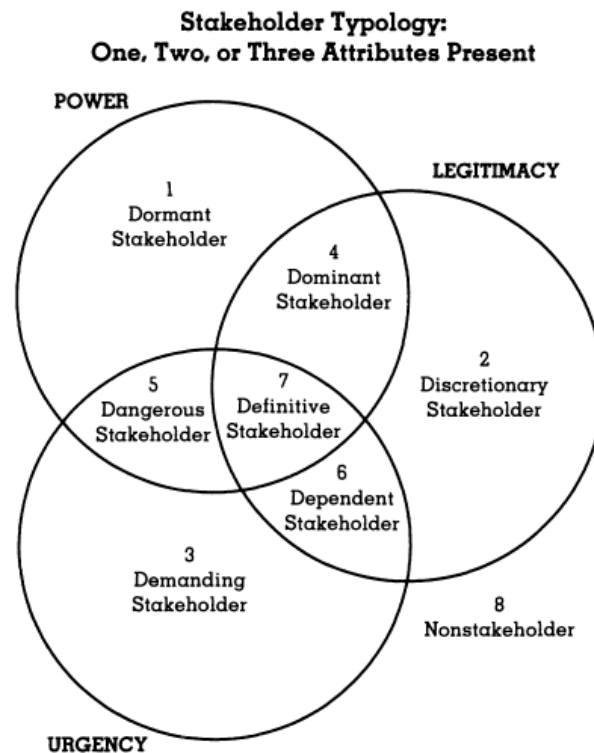 Stakeholder Typology:
One, Two, or Three Attributes Present
POWER
LEGITIMACY
1
Dormant
Stakeholder
4
Dominant
Stakeholder
2
Discretionary
Stakeholder
5
Dangerous
Stakeholder
7
Definitive
Stakeholder
6
Dependent
Stakeholder
3
Demanding
Stakeholder
8
Nonstakeholder
URGENCY